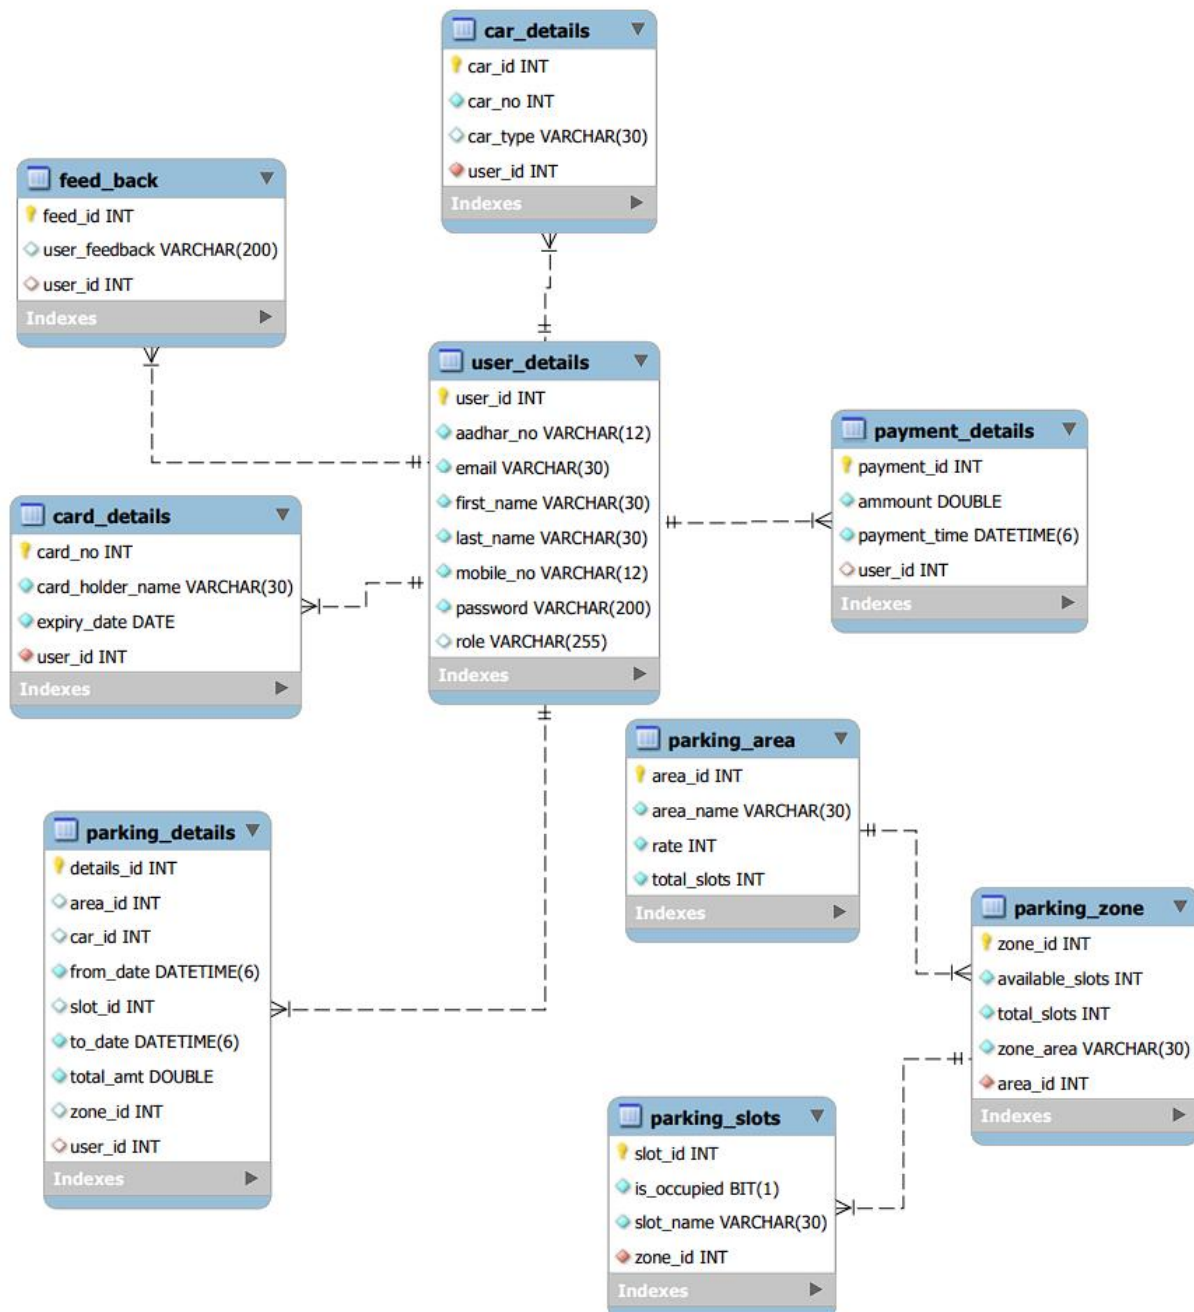 car_details
car_id INT
car_no INT
car_type VARCHAR(30)
user_id INT
Indexes
feed_back
feed_id INT
user_feedback VARCHAR(200)
user_id INT
Indexes
user_details
user_id INT
aadhar_no VARCHAR(12)
email VARCHAR(30)
first_name VARCHAR(30)
last_name VARCHAR(30)
mobile_no VARCHAR(12)
password VARCHAR(200)
role VARCHAR(255)
Indexes
payment_details
payment_id INT
ammount DOUBLE
payment_time DATETIME(6)
user_id INT
Indexes
card_details
card_no INT
card_holder_name VARCHAR(30)
expiry_date DATE
user_id INT
Indexes
parking_area
area_id INT
area_name VARCHAR(30)
rate INT
total_slots INT
Indexes
parking_details
details_id INT
area_id INT
car_id INT
from_date DATETIME(6)
slot_id INT
to_date DATETIME(6)
total_amt DOUBLE
zone_id INT
user_id INT
Indexes
parking_zone
zone_id INT
available_slots INT
total_slots INT
zone_area VARCHAR(30)
area_id INT
Indexes
parking_slots
slot_id INT
is_occupied BIT(1)
slot_name VARCHAR(30)
zone_id INT
Indexes